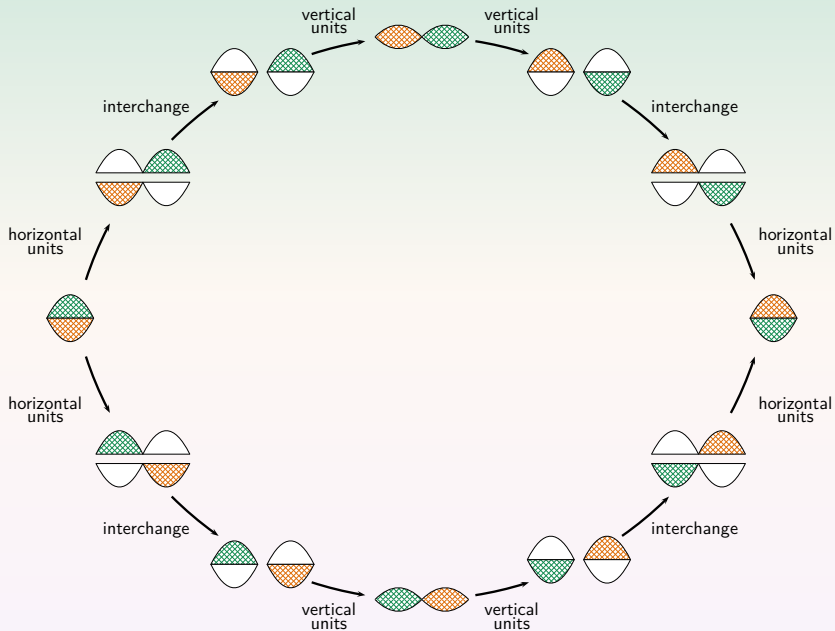 vertical
units
vertical
units
interchange
interchange
horizontal
units
horizontal
units
horizontal
units
horizontal
units
interchange
interchange
vertical
units
vertical
units